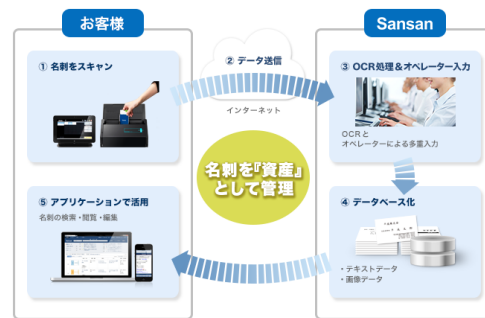 お客様
Sansan
① 名刺をスキャン
② データ送信
インターネット
③ OCR処理＆オペレーター入力
OCRと
オペレーターによる多重入力
名刺を『資産』
として管理
④ データベース化
・テキストデータ
・画像データ
⑤ アプリケーションで活用
名刺の検索・閲覧・編集